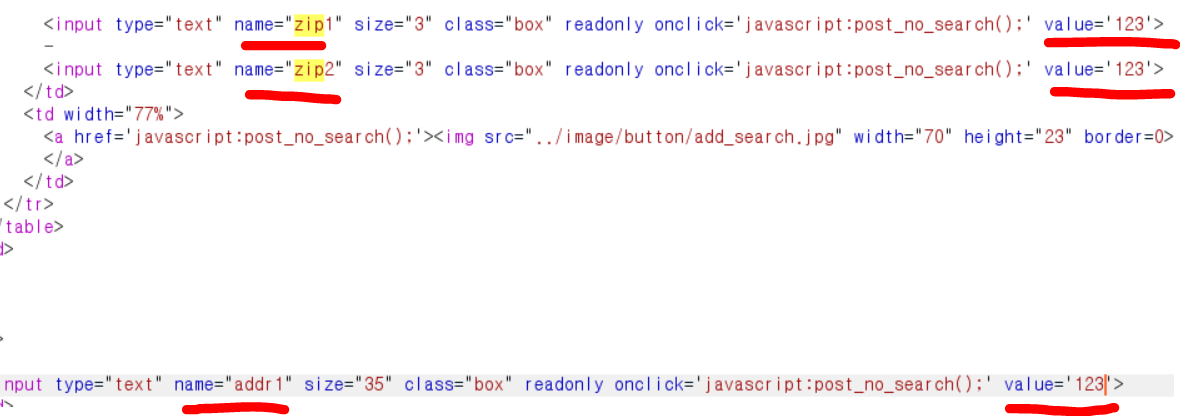 <input type="text" name="zip1" size="3" class="box" readonly onclick='javascript:post_no_search();' value='123'>
-
<input type="text" name="zip2" size="3" class="box" readonly onclick='javascript:post_no_search();' value='123'>
</td>
<td width="77%">
<a href='javascript:post_no_search();'><img src="../image/button/add_search.jpg" width="70" height="23" border=0>
</a>
</td>
</tr>
/table>
d>
>
nput type="text" name="addr1" size="35" class="box" readonly onclick='javascript:post_no_search();' value='123'>
d>